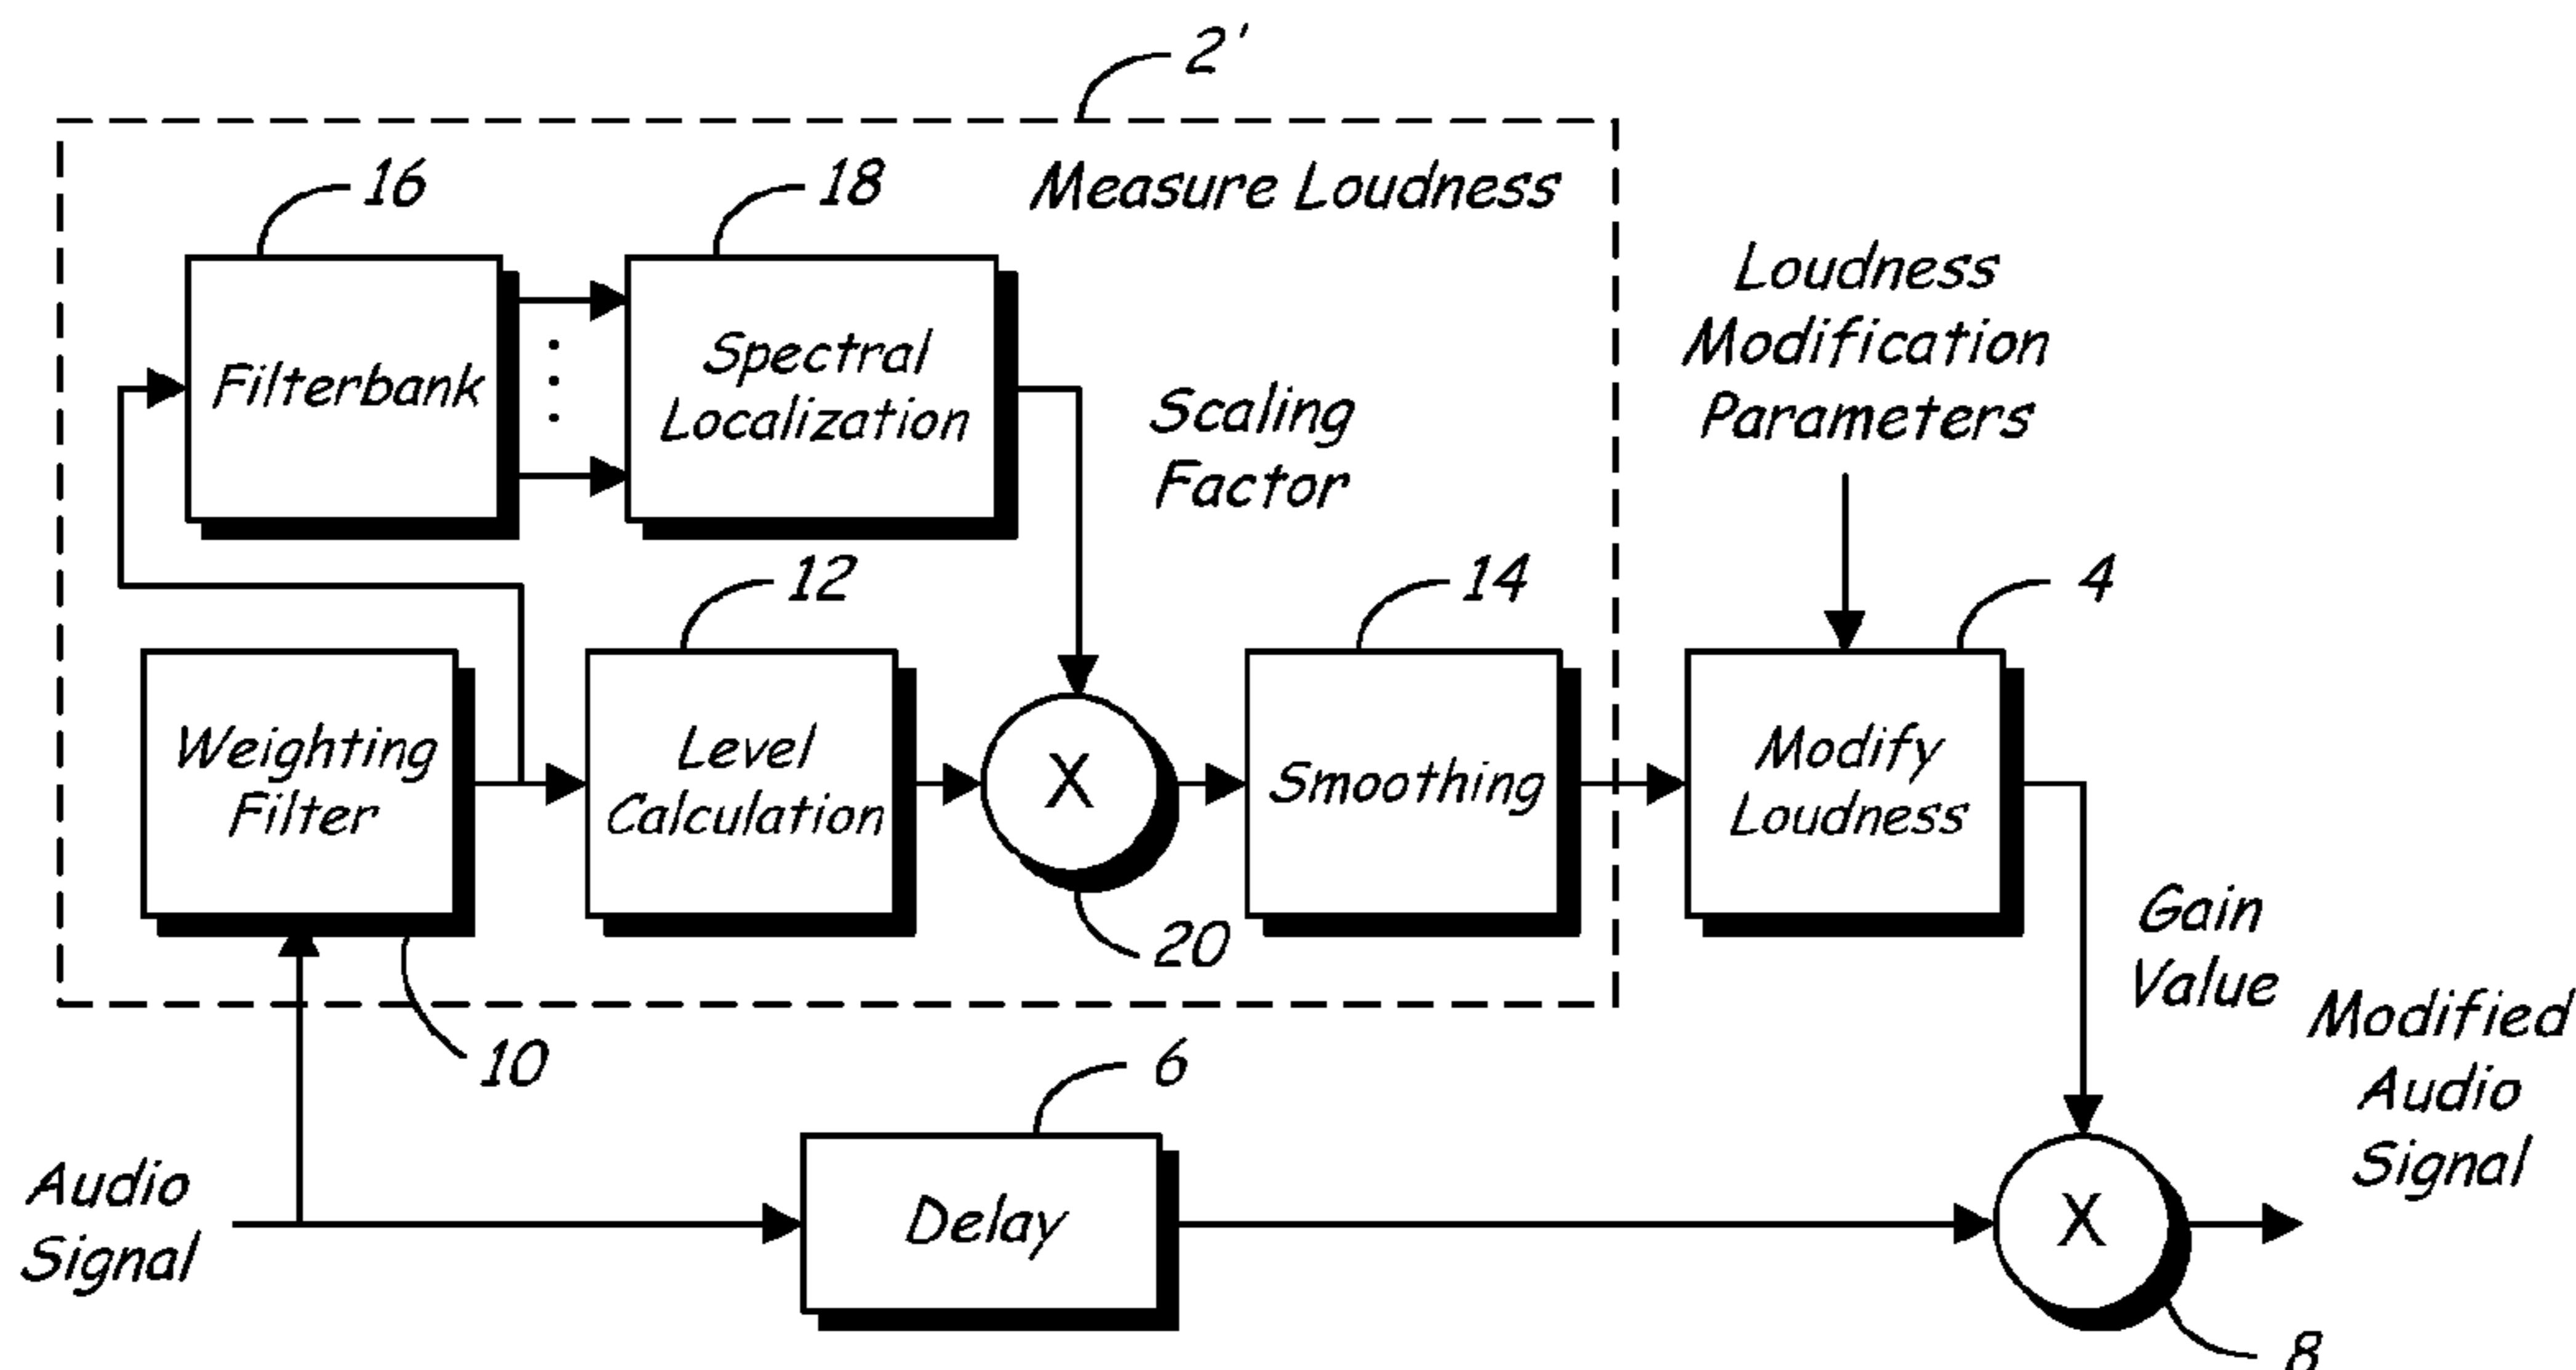 2'
16
18
Measure Loudness
Filterbank
Spectral
Localization
Scaling
Factor
Loudness
Modification
Parameters
12
14
4
Weighting
Filter
Level
Calculation
X
Smoothing
Modify
Loudness
20
10
Gain
Value
6
Audio
Signal
Delay
X
Modified
Audio
Signal
8